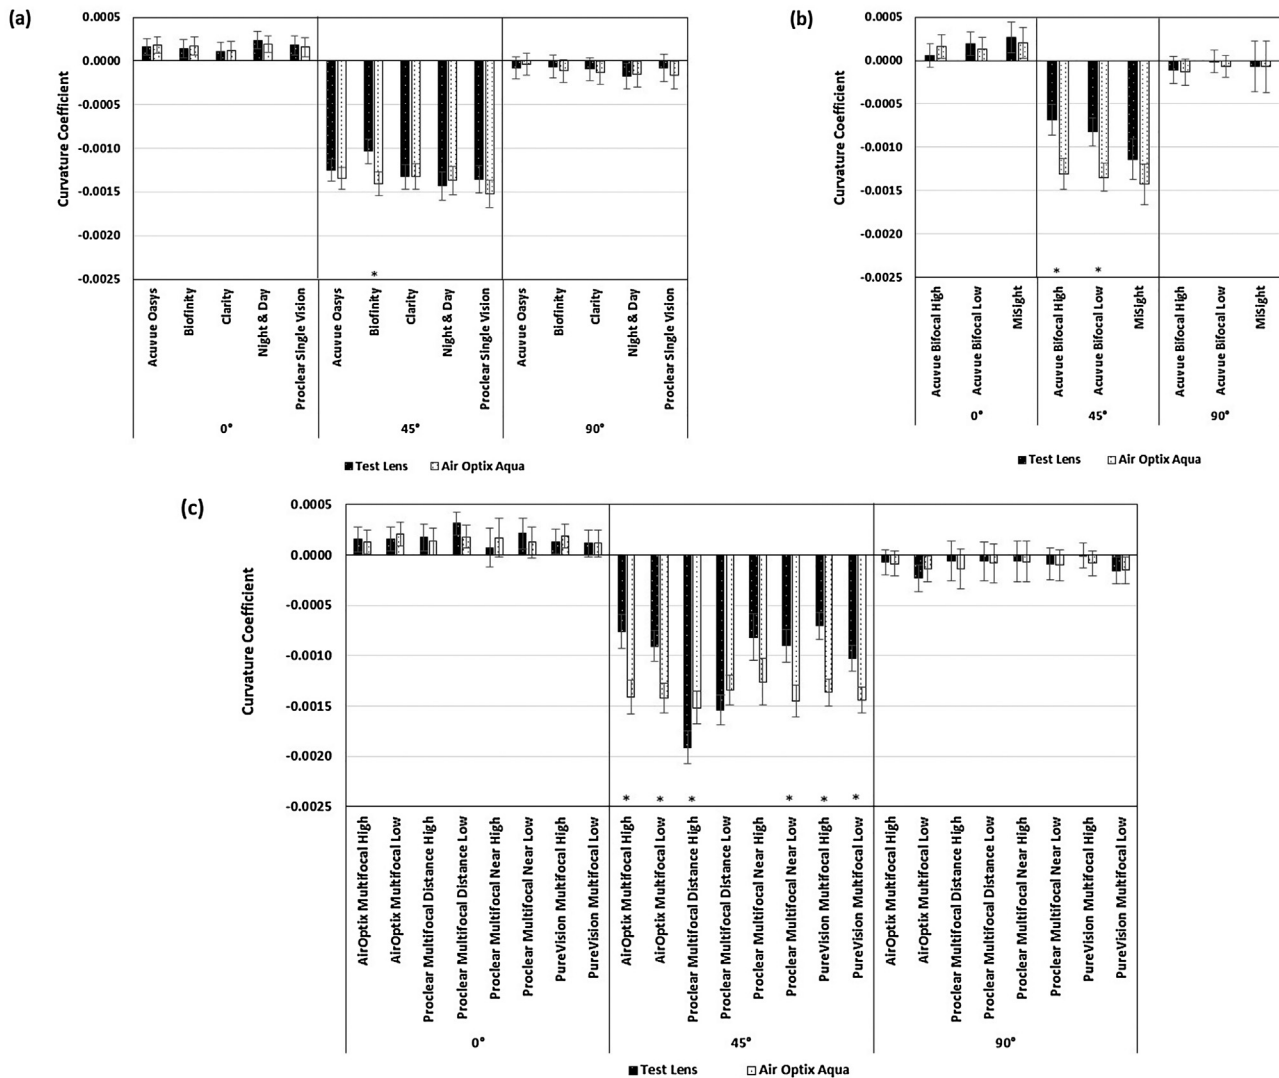 (a)
Curvature Coefficient
0.0005
0.0000
-0.0005
-0.0010
-0.0015
-0.0020
-0.0025
*
Acuvue Oasys
Biofinity
Clarity
Night & Day
Proclear Single Vision
Acuvue Oasys
Biofinity
Clarity
Night & Day
Proclear Single Vision
Acuvue Oasys
Biofinity
Clarity
Night & Day
Proclear Single Vision
0°
45°
90°
Test Lens
Air Optix Aqua
(b)
Curvature Coefficient
0.0005
0.0000
-0.0005
-0.0010
-0.0015
-0.0020
-0.0025
* *
Acuvue Bifocal High
Acuvue Bifocal Low
MiSight
Acuvue Bifocal High
Acuvue Bifocal Low
MiSight
Acuvue Bifocal High
Acuvue Bifocal Low
MiSight
0°
45°
90°
Test Lens
Air Optix Aqua
(c)
Curvature Coefficient
0.0005
0.0000
-0.0005
-0.0010
-0.0015
-0.0020
-0.0025
* * * * * *
AirOptix Multifocal High
AirOptix Multifocal Low
Proclear Multifocal Distance High
Proclear Multifocal Distance Low
Proclear Multifocal Near High
Proclear Multifocal Near Low
PureVision Multifocal High
PureVision Multifocal Low
AirOptix Multifocal High
AirOptix Multifocal Low
Proclear Multifocal Distance High
Proclear Multifocal Distance Low
Proclear Multifocal Near High
Proclear Multifocal Near Low
PureVision Multifocal High
PureVision Multifocal Low
AirOptix Multifocal High
AirOptix Multifocal Low
Proclear Multifocal Distance High
Proclear Multifocal Distance Low
Proclear Multifocal Near High
Proclear Multifocal Near Low
PureVision Multifocal High
PureVision Multifocal Low
0°
45°
90°
Test Lens
Air Optix Aqua